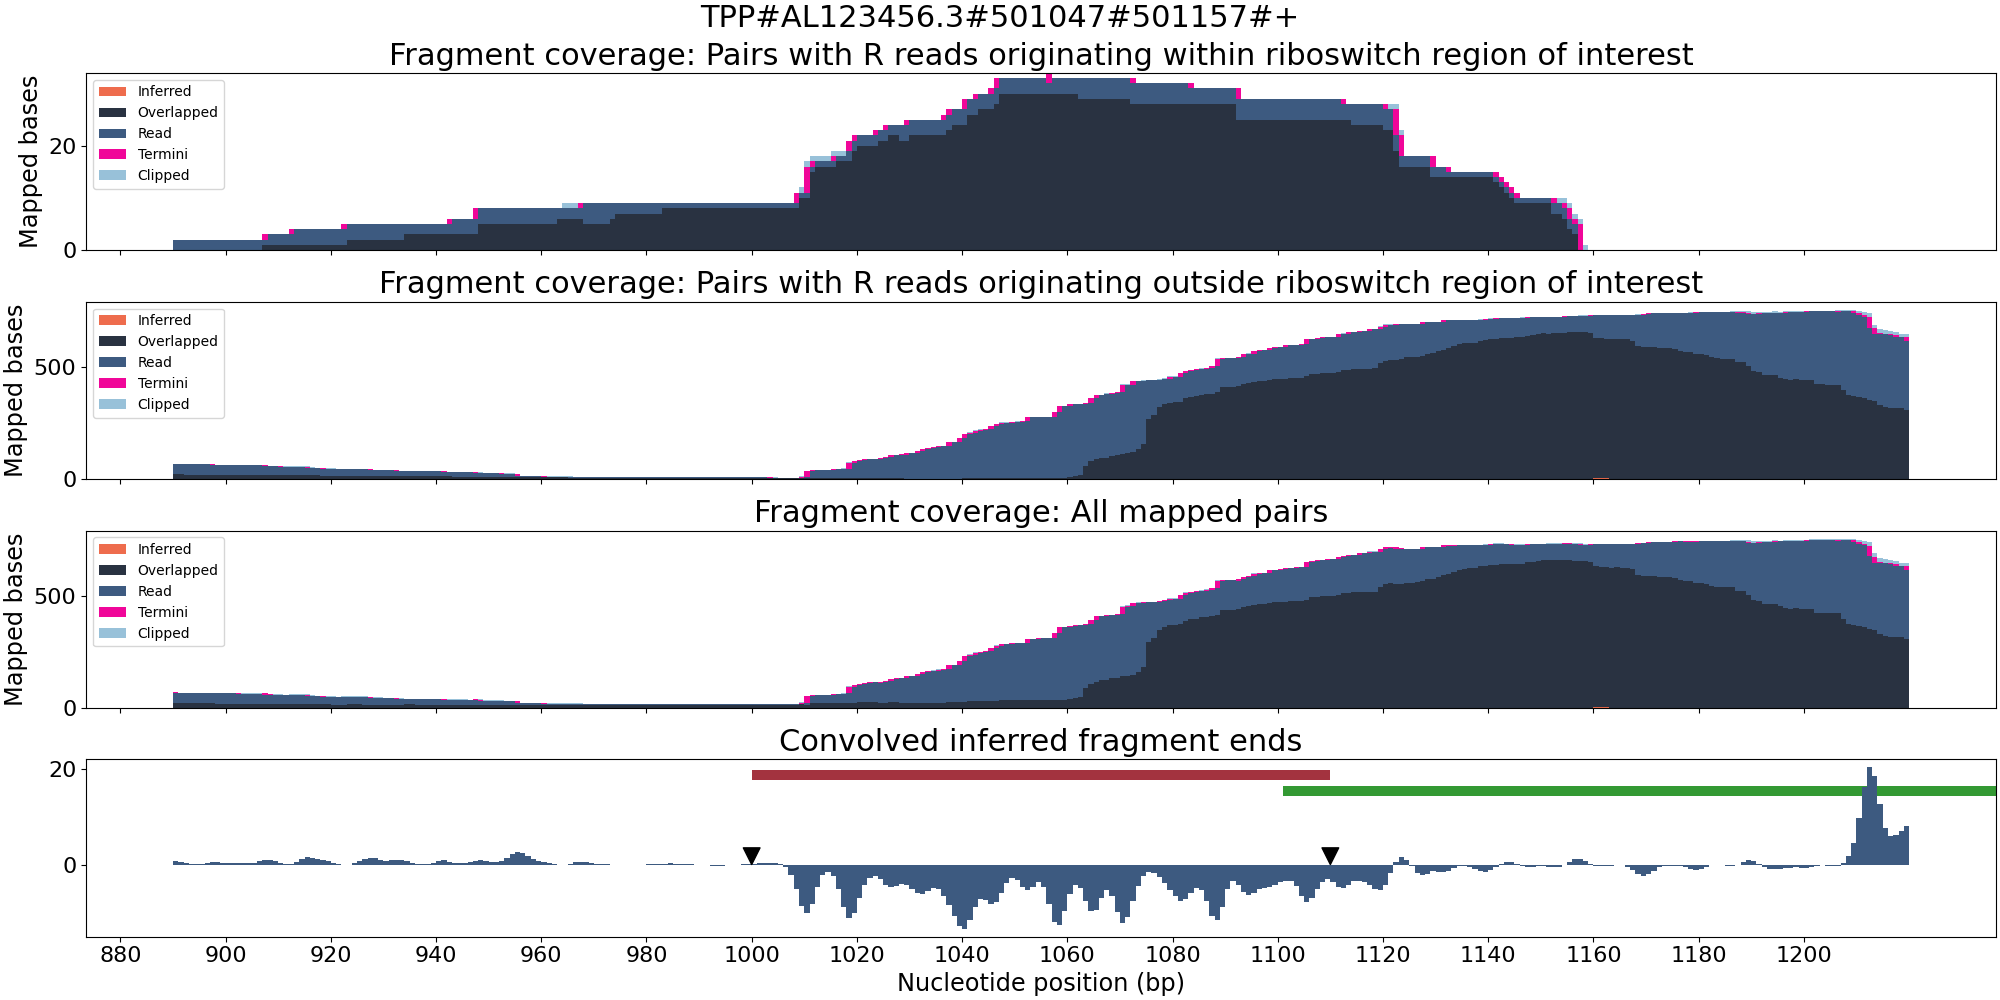 TPP#AL123456.3#501047#501157#+
Fragment coverage: Pairs with R reads originating within riboswitch region of interest
Mapped bases
20
0
Inferred
Overlapped
Read
Termini
Clipped
Fragment coverage: Pairs with R reads originating outside riboswitch region of interest
Mapped bases
500
0
Inferred
Overlapped
Read
Termini
Clipped
Fragment coverage: All mapped pairs
Mapped bases
500
0
Inferred
Overlapped
Read
Termini
Clipped
Convolved inferred fragment ends
20
0
880 900 920 940 960 980 1000 1020 1040 1060 1080 1100 1120 1140 1160 1180 1200
Nucleotide position (bp)